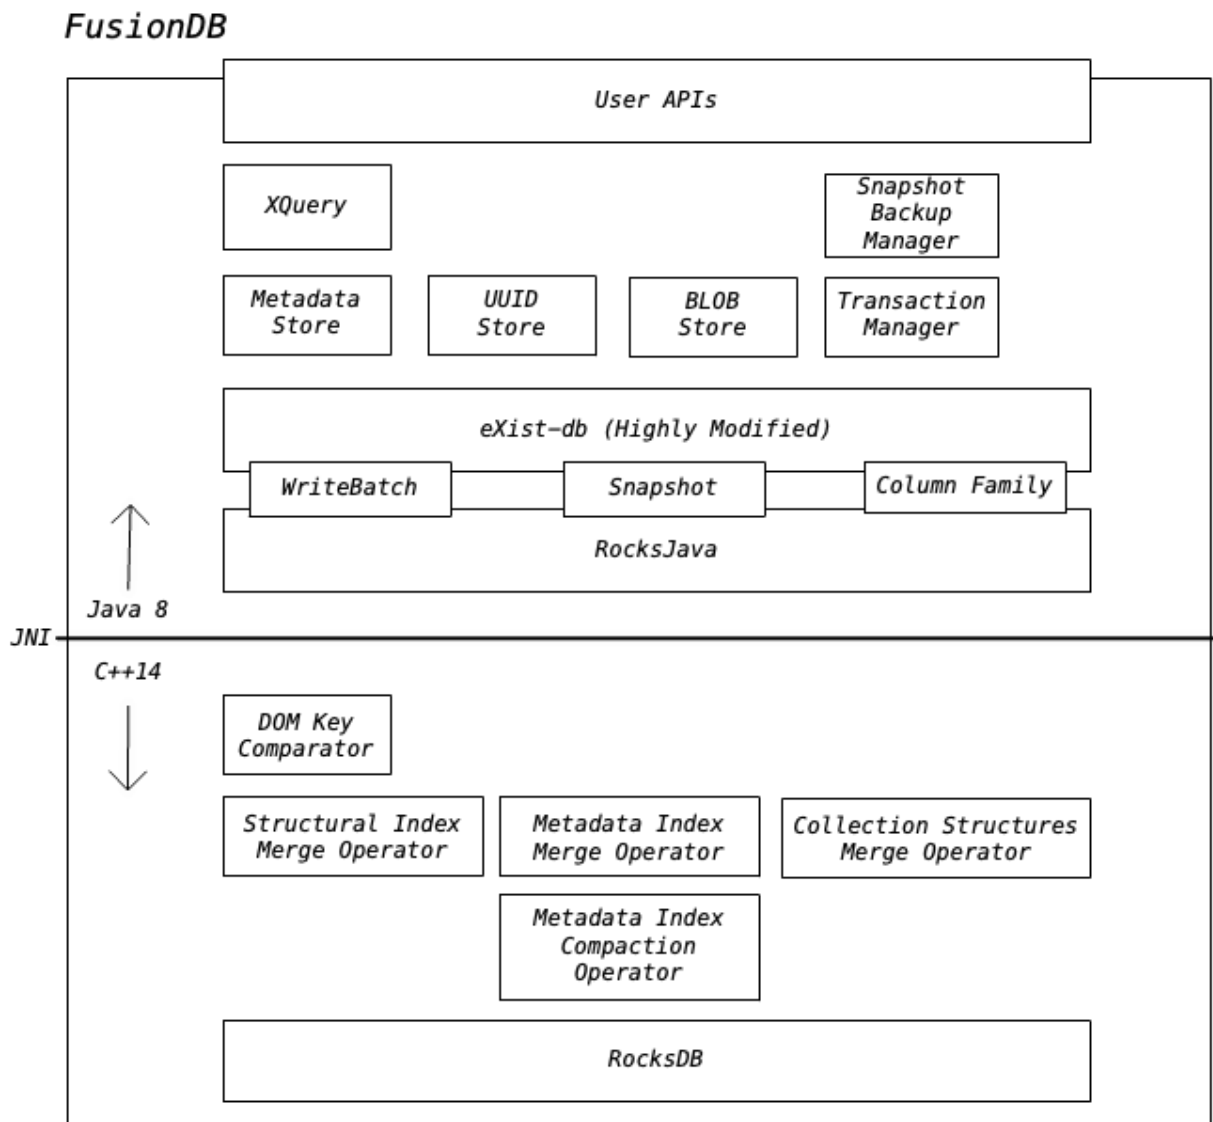 FusionDB
User APIs
XQuery
Snapshot
Backup
Manager
Metadata
Store
UUID
Store
BLOB
Store
Transaction
Manager
eXist-db (Highly Modified)
WriteBatch
Snapshot
Column Family
RocksJava
Java 8
JNI
C++14
DOM Key
Comparator
Structural Index
Merge Operator
Metadata Index
Merge Operator
Collection Structures
Merge Operator
Metadata Index
Compaction
Operator
RocksDB